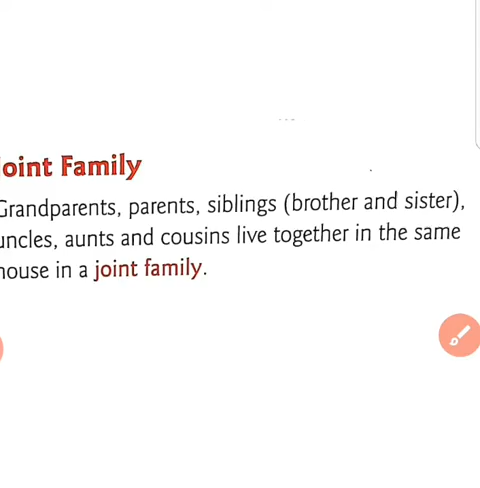 Joint Family
Grandparents, parents, siblings (brother and sister),
uncles, aunts and cousins live together in the same
house in a joint family.